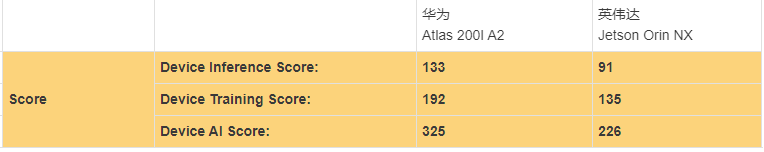 华为
Atlas 200I A2
英伟达
Jetson Orin NX
Score
Device Inference Score: 133 91
Device Training Score: 192 135
Device AI Score: 325 226